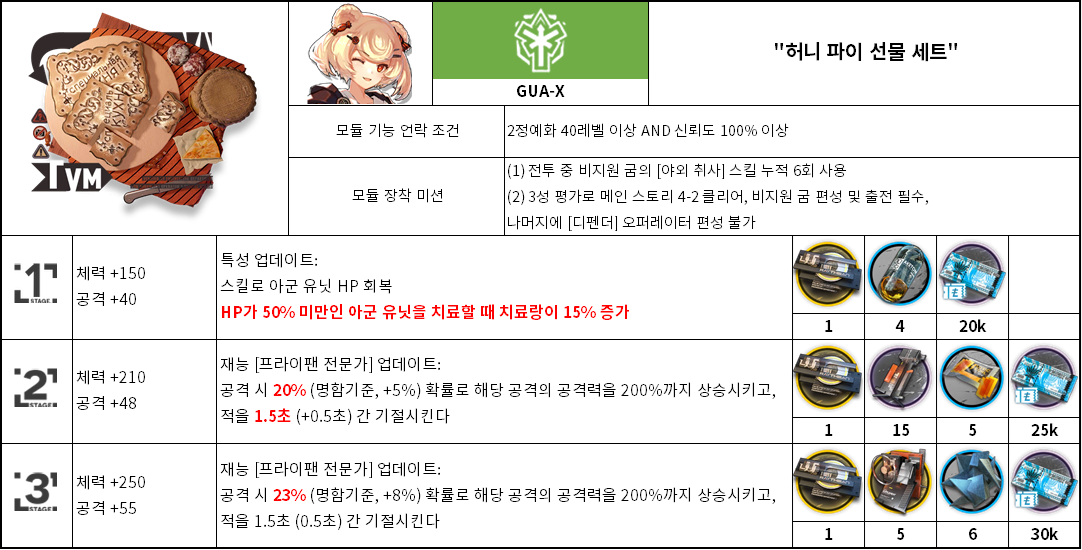 TVM
GUA-X
"허니 파이 선물 세트"
모듈 기능 언락 조건
2정예화 40레벨 이상 AND 신뢰도 100% 이상
모듈 장착 미션
(1) 전투 중 비지원 굼의 [야외 취사] 스킬 누적 6회 사용
(2) 3성 평가로 메인 스토리 4-2 클리어, 비지원 굼 편성 및 출전 필수,
나머지에 [디펜더] 오퍼레이터 편성 불가
1
STAGE
체력 +150
공격 +40
특성 업데이트:
스킬로 아군 유닛 HP 회복
HP가 50% 미만인 아군 유닛을 치료할 때 치료량이 15% 증가
1
4
20k
2
STAGE
체력 +210
공격 +48
재능 [프라이팬 전문가] 업데이트:
공격 시 20% (명함기준, +5%) 확률로 해당 공격의 공격력을 200%까지 상승시키고,
적을 1.5초 (+0.5초) 간 기절시킨다
1
15
5
25k
3
STAGE
체력 +250
공격 +55
재능 [프라이팬 전문가] 업데이트:
공격 시 23% (명함기준, +8%) 확률로 해당 공격의 공격력을 200%까지 상승시키고,
적을 1.5초 (0.5초) 간 기절시킨다
1
5
6
30k